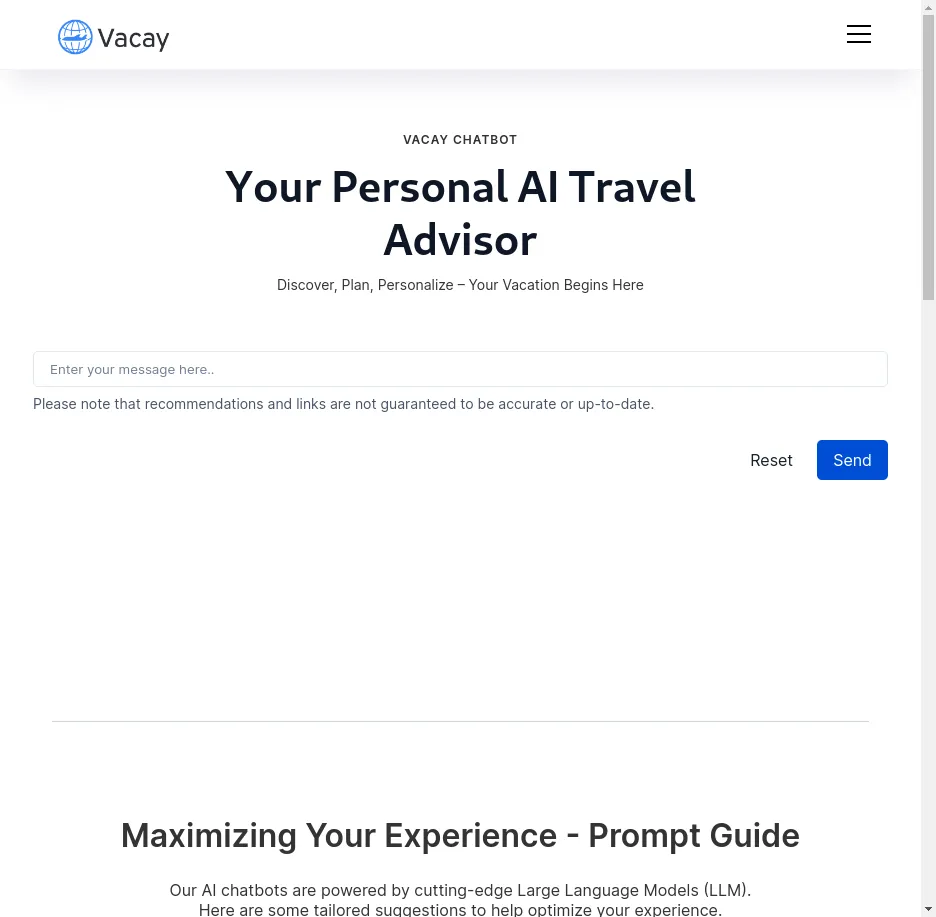 Vacay
VACAY CHATBOT
Your Personal AI Travel
Advisor
Discover, Plan, Personalize – Your Vacation Begins Here
Enter your message here..
Please note that recommendations and links are not guaranteed to be accurate or up-to-date.
Reset
Send
Maximizing Your Experience - Prompt Guide
Our AI chatbots are powered by cutting-edge Large Language Models (LLM).
Here are some tailored suggestions to help optimize your experience.